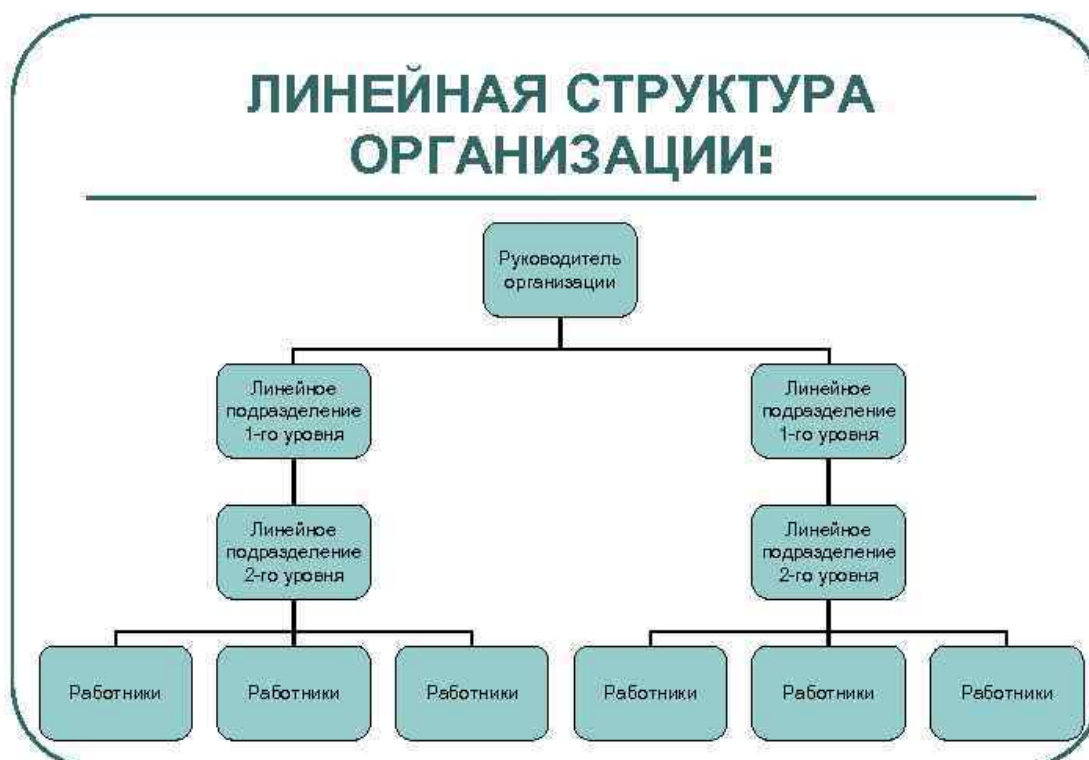 ЛИНЕЙНАЯ СТРУКТУРА
ОРГАНИЗАЦИИ:
Руководитель
организации
Линейное
подразделение
1-го уровня
Линейное
подразделение
1-го уровня
Линейное
подразделение
2-го уровня
Линейное
подразделение
2-го уровня
Работники
Работники
Работники
Работники
Работники
Работники